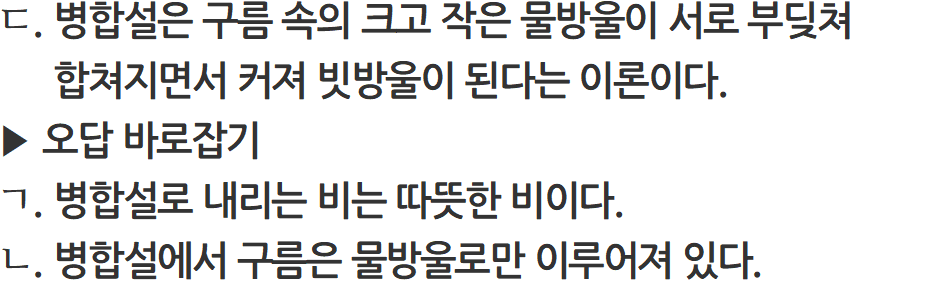 ㄷ. 병합설은 구름 속의 크고 작은 물방울이 서로 부딪쳐
합쳐지면서 커져 빗방울이 된다는 이론이다.
▶ 오답 바로잡기
ㄱ. 병합설로 내리는 비는 따뜻한 비이다.
ㄴ. 병합설에서 구름은 물방울로만 이루어져 있다.